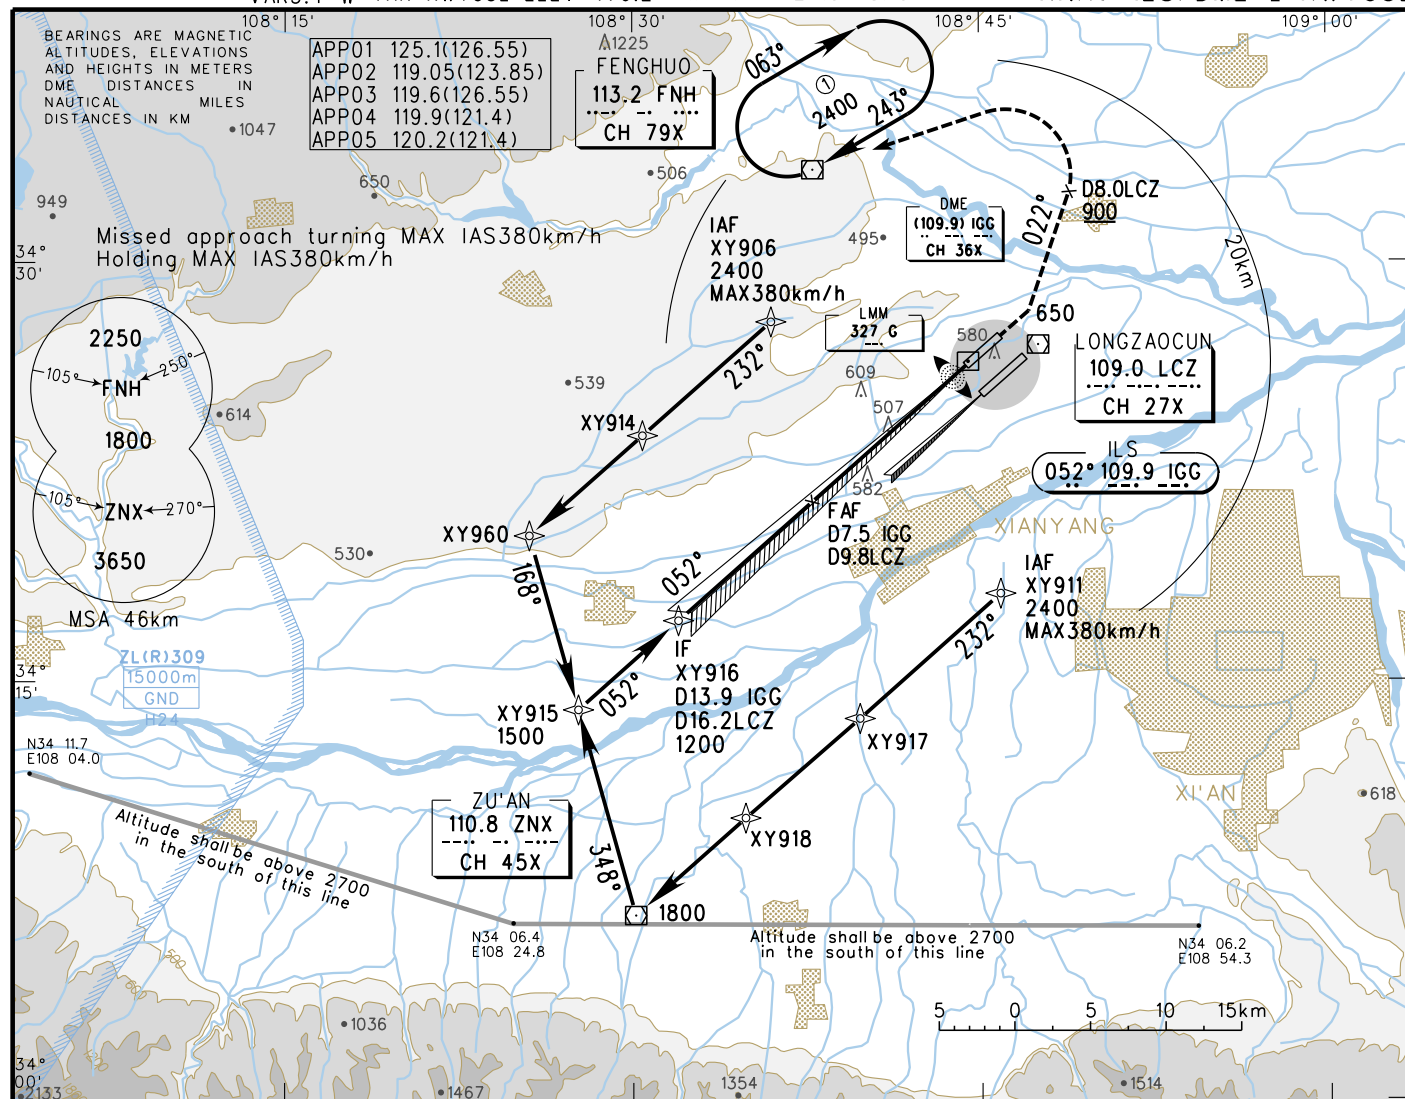 108°15'
108°30'
108°45'
109°00'
BEARINGS ARE MAGNETIC
ALTITUDES, ELEVATIONS
AND HEIGHTS IN METERS
DME DISTANCES IN
NAUTICAL MILES
DISTANCES IN KM
APP01 125.1(126.55)
APP02 119.05(123.85)
APP03 119.6(126.55)
APP04 119.9(121.4)
APP05 120.2(121.4)
1225
FENGHUO
113.2 FNH
CH 79X
063°
1
2400
243°
1047
650
506
949
D8.0LCZ
900
022°
20km
DME
(109.9) IGG
CH 36X
495
Missed approach turning MAX IAS380km/h
Holding MAX IAS380km/h
34°
30'
IAF
XY906
2400
MAX380km/h
LMM
327 G
650
580
LONGZAOCUN
109.0 LCZ
CH 27X
2250
105°
250°
FNH
1800
105°
ZNX
270°
3650
MSA 46km
614
539
609
507
232°
XY914
ILS
052° 109.9 IGG
582
FAF
D7.5 IGG
D9.8LCZ
XIANYANG
XY960
530
168°
052°
IAF
XY911
2400
MAX380km/h
232°
ZL(R)309
15000m
GND
H24
34°
15'
IF
XY916
D13.9 IGG
D16.2LCZ
1200
052°
XY915
1500
XY917
N34 11.7
E108 04.0
XI'AN
618
ZU'AN
110.8 ZNX
CH 45X
XY918
348°
Altitude shall be above 2700
in the south of this line
1800
N34 06.4
E108 24.8
Altitude shall be above 2700
in the south of this line
N34 06.2
E108 54.3
5 0 5 10 15km
1036
34°
00'
2133
1467
1354
1514